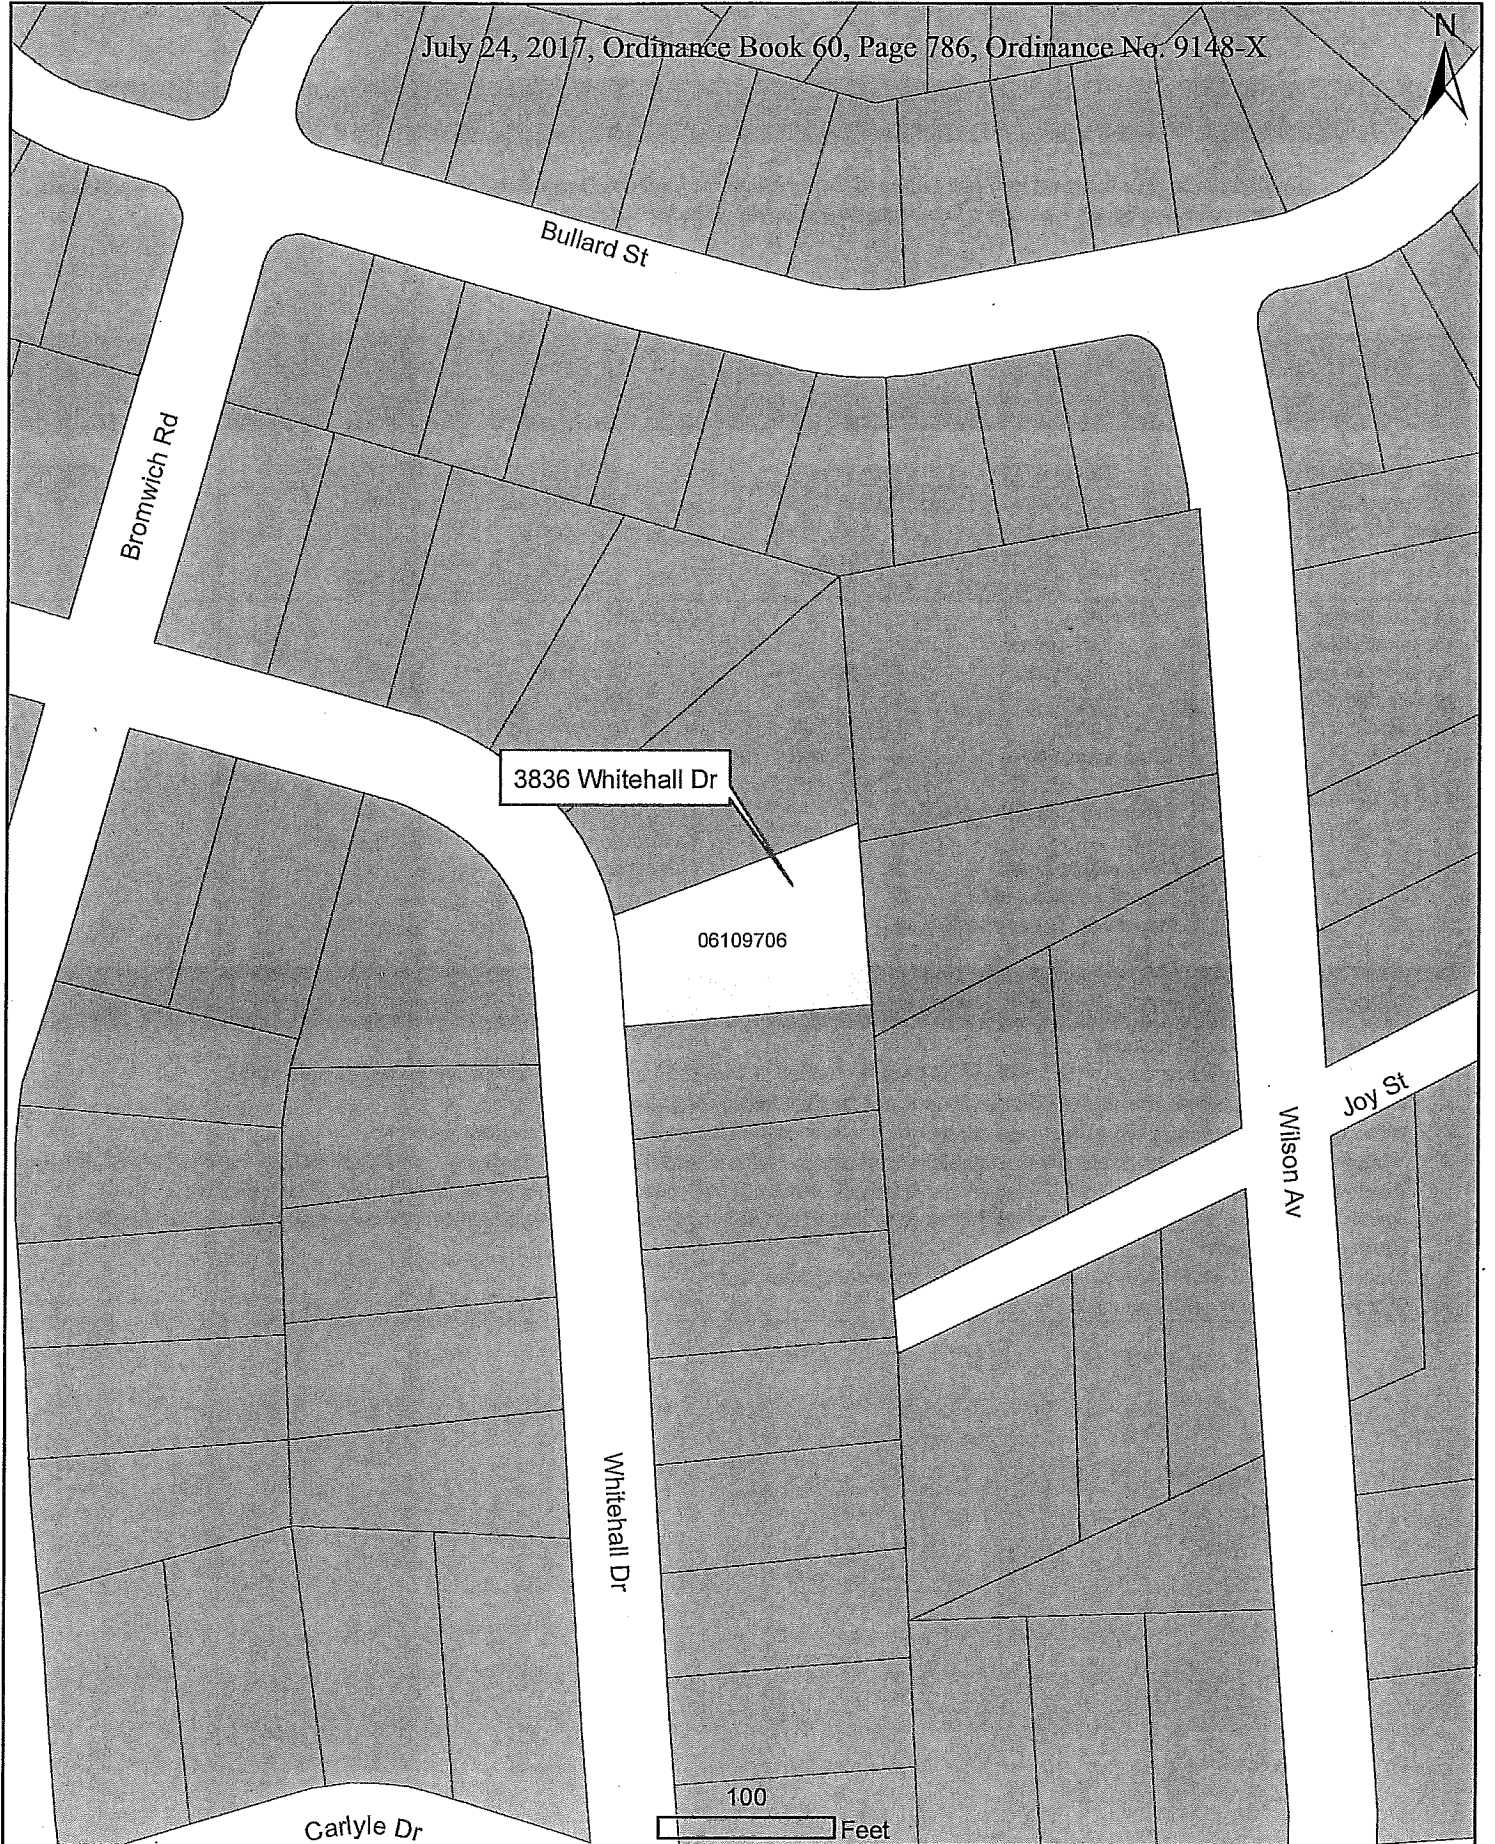 July 24, 2017, Ordinance Book 60, Page 786, Ordinance No. 9148-X
N
Bullard St
Bromwich Rd
3836 Whitehall Dr
06109706
Joy St
Wilson Av
Whitehall Dr
100
Feet
Carlyle Dr